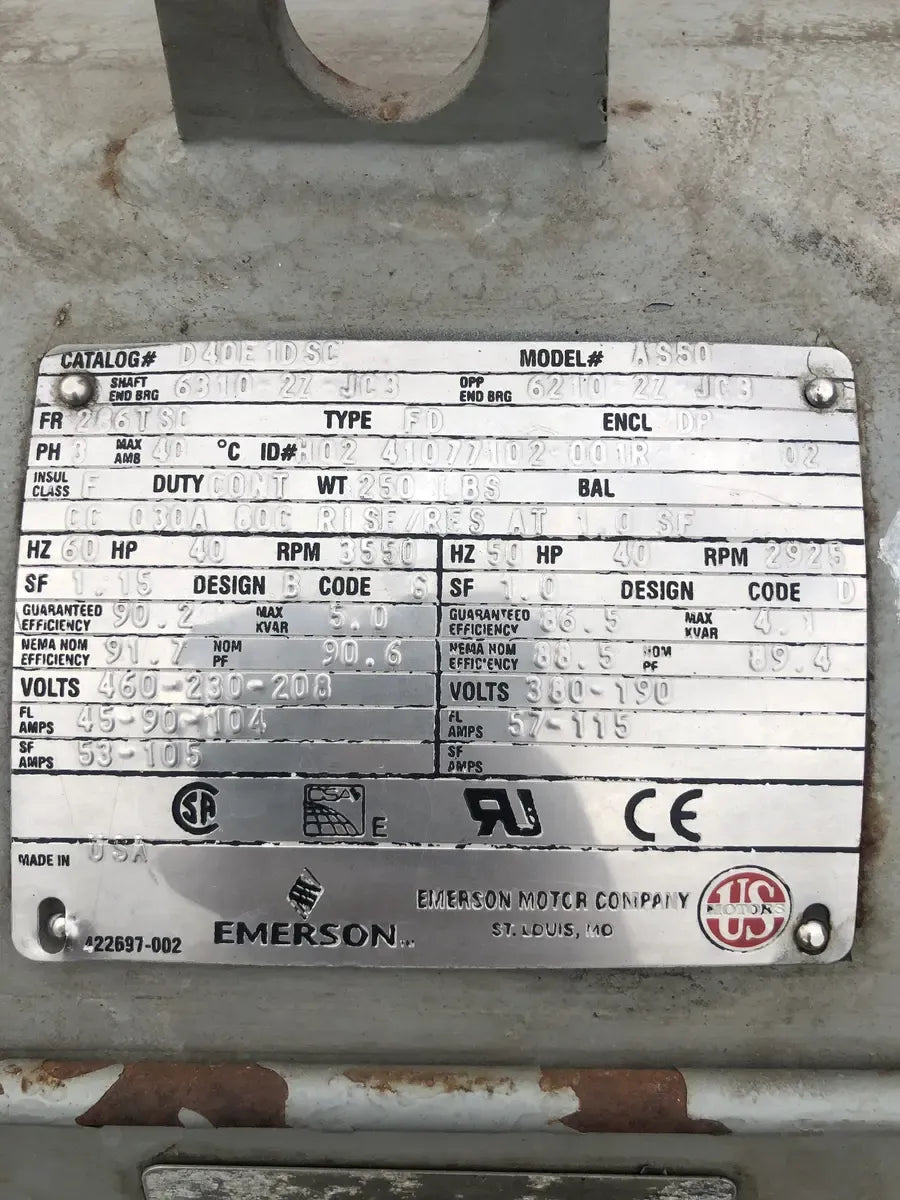 CATALOG# D40E1DSC MODEL# AS50
SHAFT END BRG 6310-2Z-JC3 OPP END BRG 6210-2Z-JC3
FR 286TSC TYPE FD ENCL DP
PH 3 MAX AMB 40 °C ID# H02 41077102-001R 02
INSUL CLASS F DUTY CONT WT 250 LBS BAL
CC 030A 80C RISE/RES AT 1.0 SF
HZ 60 HP 40 RPM 3550 HZ 50 HP 40 RPM 2925
SF 1.15 DESIGN B CODE G SF 1.0 DESIGN CODE D
GUARANTEED EFFICIENCY 90.2 MAX KVAR 5.0 GUARANTEED EFFICIENCY 86.5 MAX KVAR 4.1
NEMA NOM EFFICIENCY 91.7 NOM PF 90.6 NEMA NOM EFFICIENCY 88.5 NOM PF 89.4
VOLTS 460-230-208 VOLTS 380-190
FL AMPS 45-90-104 FL AMPS 57-115
SF AMPS 53-105 SF AMPS
SA CSA E RU CE
MADE IN USA
422697-002 EMERSON EMERSON MOTOR COMPANY
ST. LOUIS, MO
US MOTORS